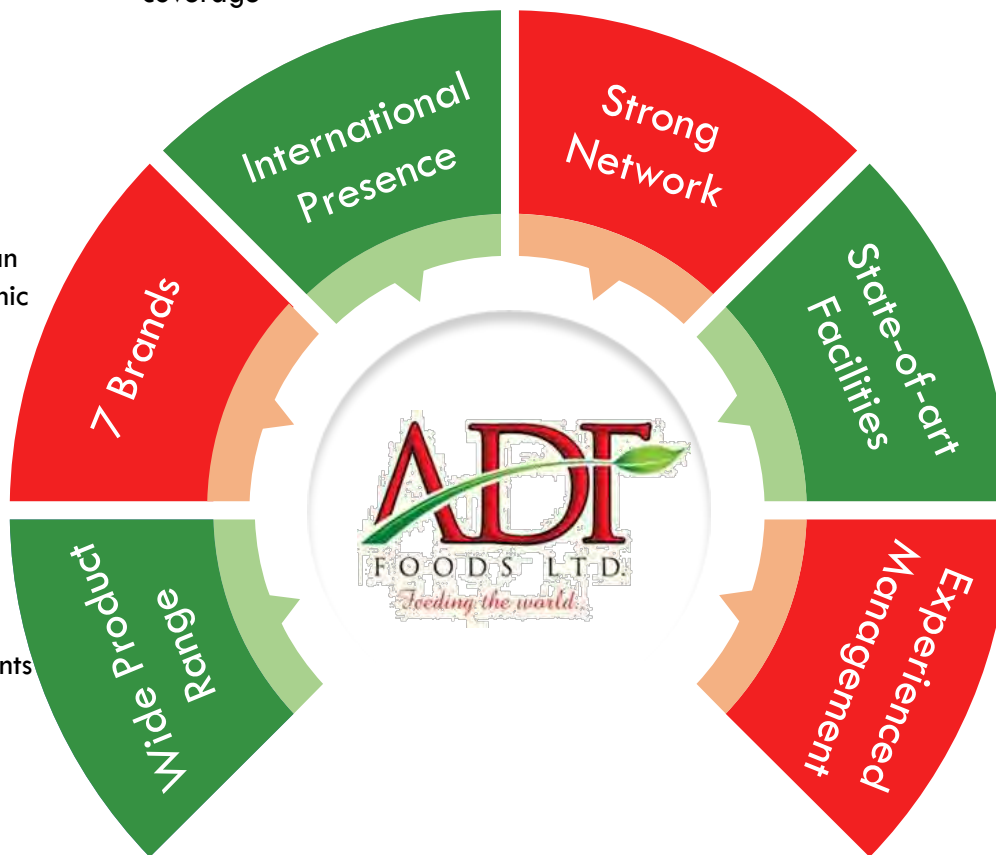 coverage
International
Presence
Strong
Network
State-of-art
Facilities
7 Brands
ADF
FOODS LTD.
Feeding the world..
Wide Product
Range
Experienced
Management